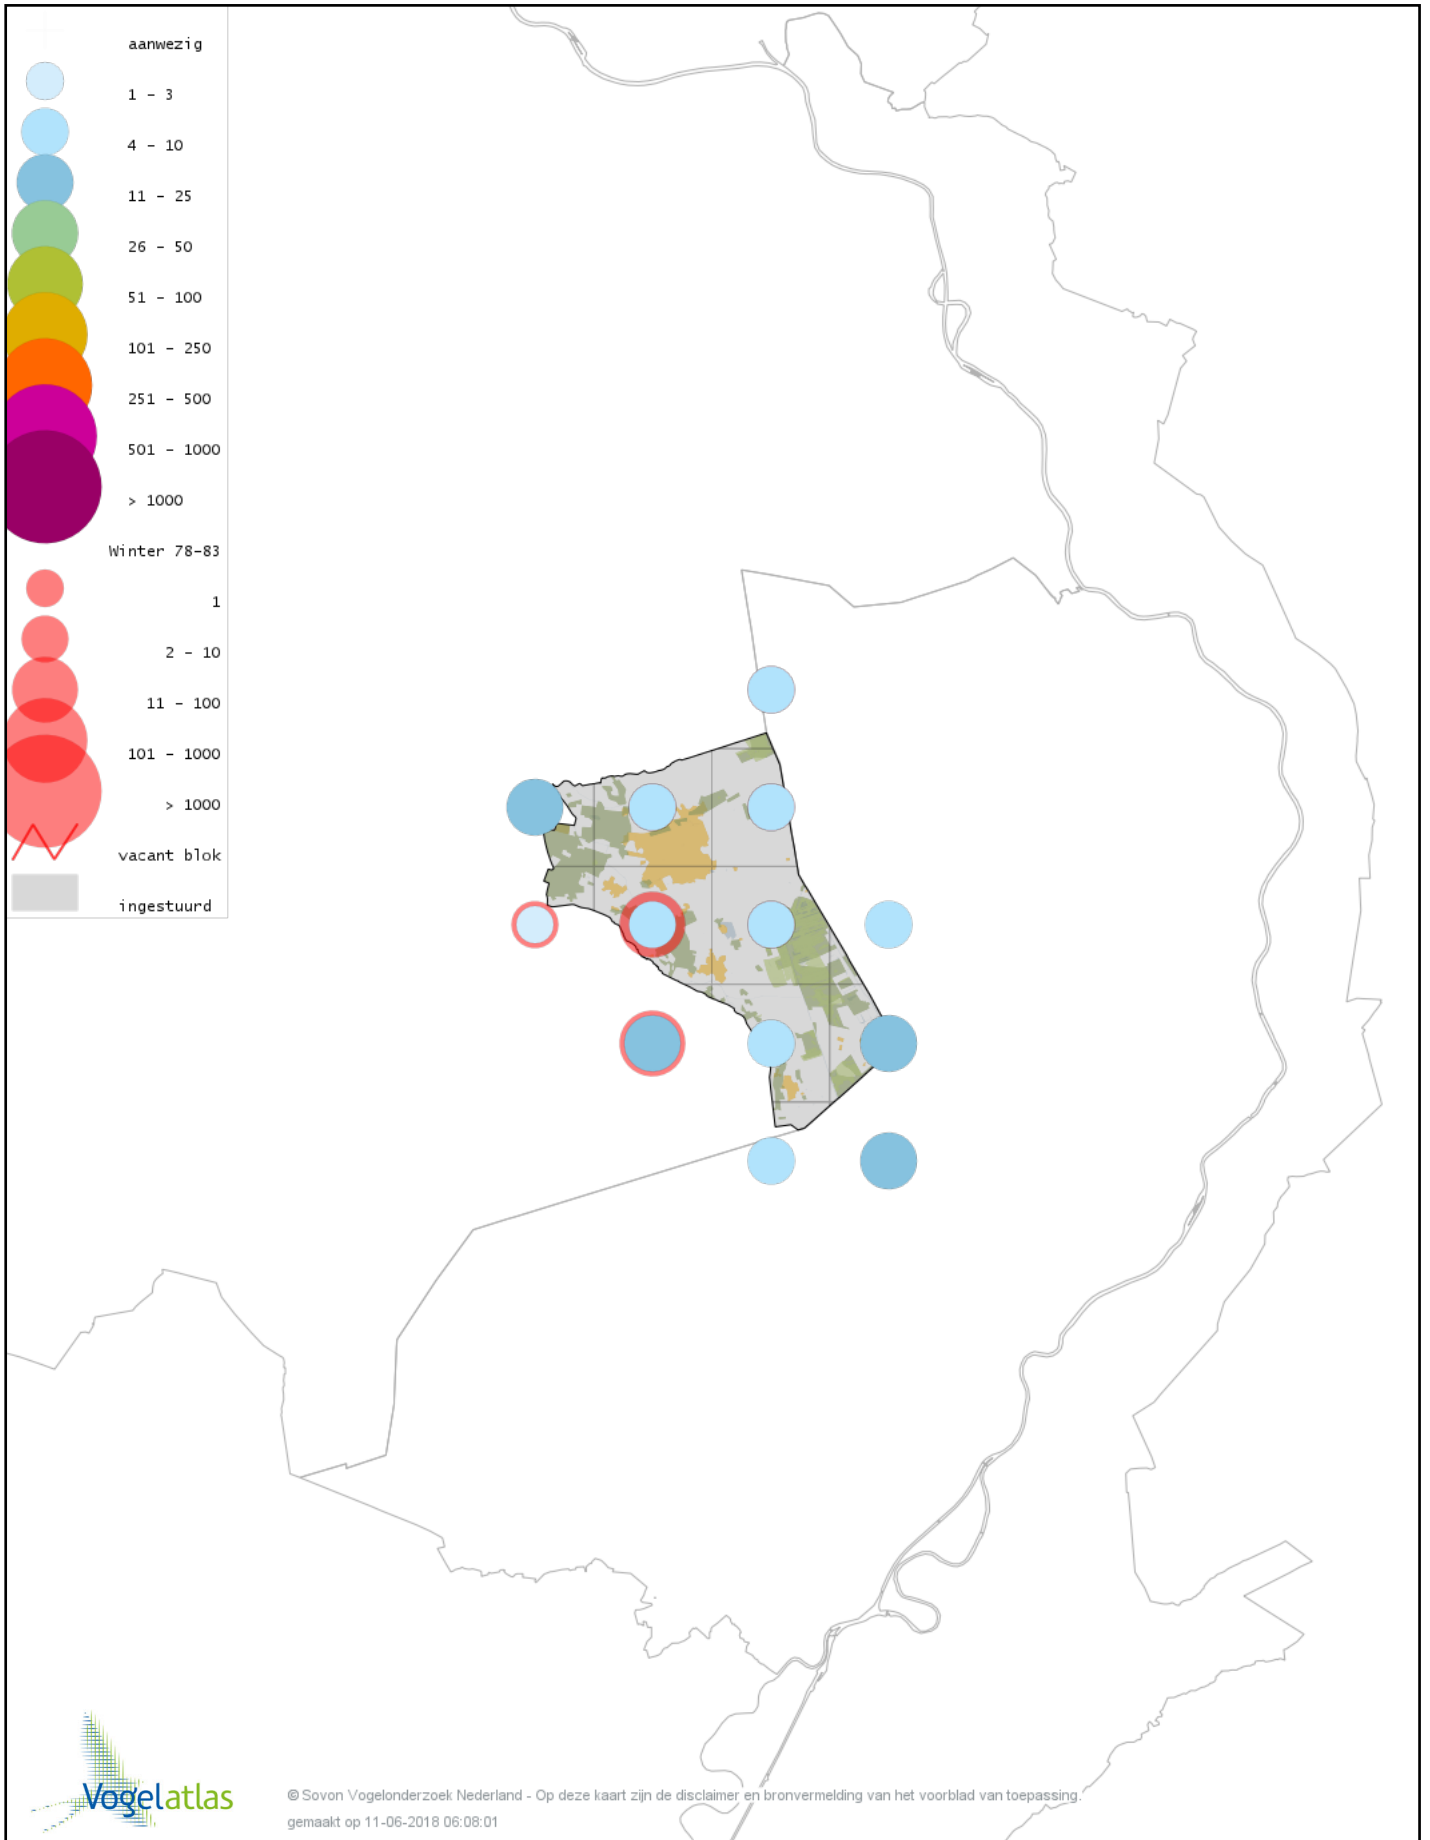 aanwezig
1 - 3
4 - 10
11 - 25
26 - 50
51 - 100
101 - 250
251 - 500
501 - 1000
> 1000
Winter 78-83
1
2 - 10
11 - 100
101 - 1000
> 1000
vacant blok
ingestuurd
Vogelatlas
© Sovon Vogelonderzoek Nederland - Op deze kaart zijn de disclaimer en bronvermelding van het voorblad van toepassing.
gemaakt op 11-06-2018 06:08:01